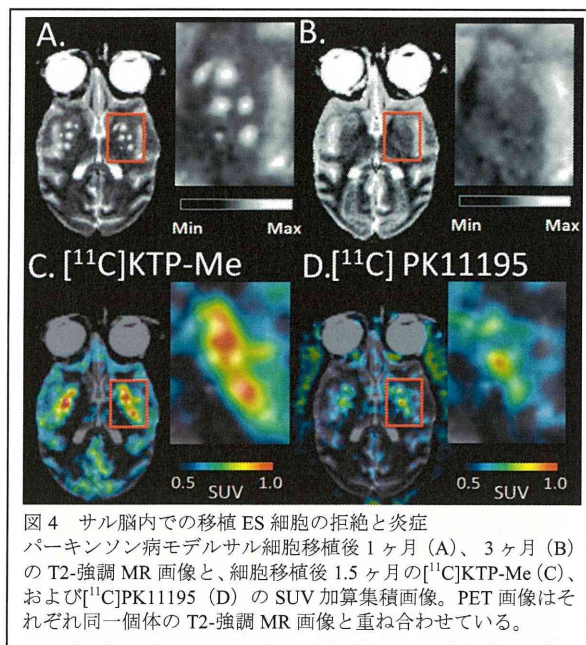 A.
B.
Min Max
Min Max
C. [¹¹C]KTP-Me
D.[¹¹C] PK11195
0.5 SUV 1.0
0.5 SUV 1.0
図 4 サル脳内での移植 ES 細胞の拒絶と炎症
パーキンソン病モデルサル細胞移植後 1 ヶ月 (A)、 3 ヶ月 (B)
の T2-強調 MR 画像と、細胞移植後 1.5 ヶ月の[¹¹C]KTP-Me (C)、
および[¹¹C]PK11195 (D) の SUV 加算集積画像。PET 画像はそ
れぞれ同一個体の T2-強調 MR 画像と重ね合わせている。